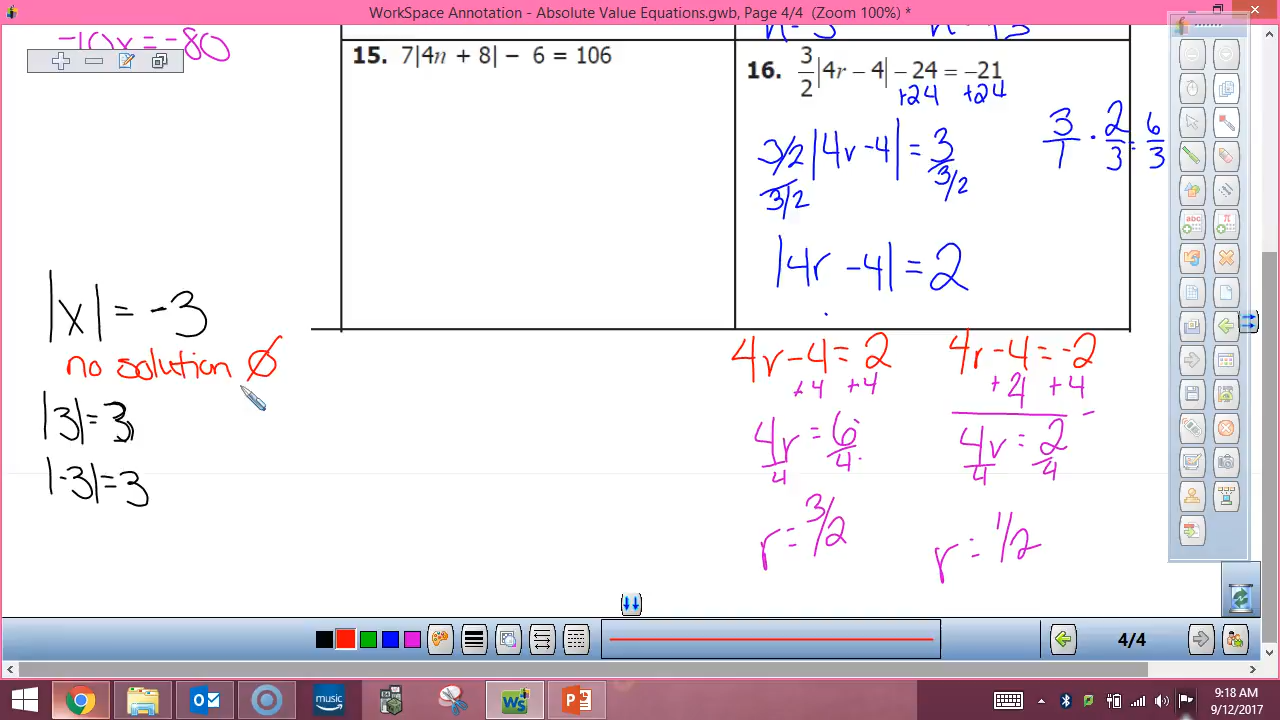 WorkSpace Annotation - Absolute Value Equations.gwb, Page 4/4 (Zoom 100%) *
-10x = -80
15. 7|4n + 8| − 6 = 106
16. 3/2 |4r − 4| − 24 = −21
+24 +24
3/2|4r -4| = 3
3/2 3/2
3/1 · 2/3 = 6/3
|4r -4| = 2
|x| = -3
no solution ∅
|3|=3
|-3|=3
4r-4=2
+4 +4
4r = 6
4 4
r= 3/2
4r-4=-2
+4 +4
4r = 2
4 4
r = 1/2
abc
π
4/4
music
WS
9:18 AM
9/12/2017